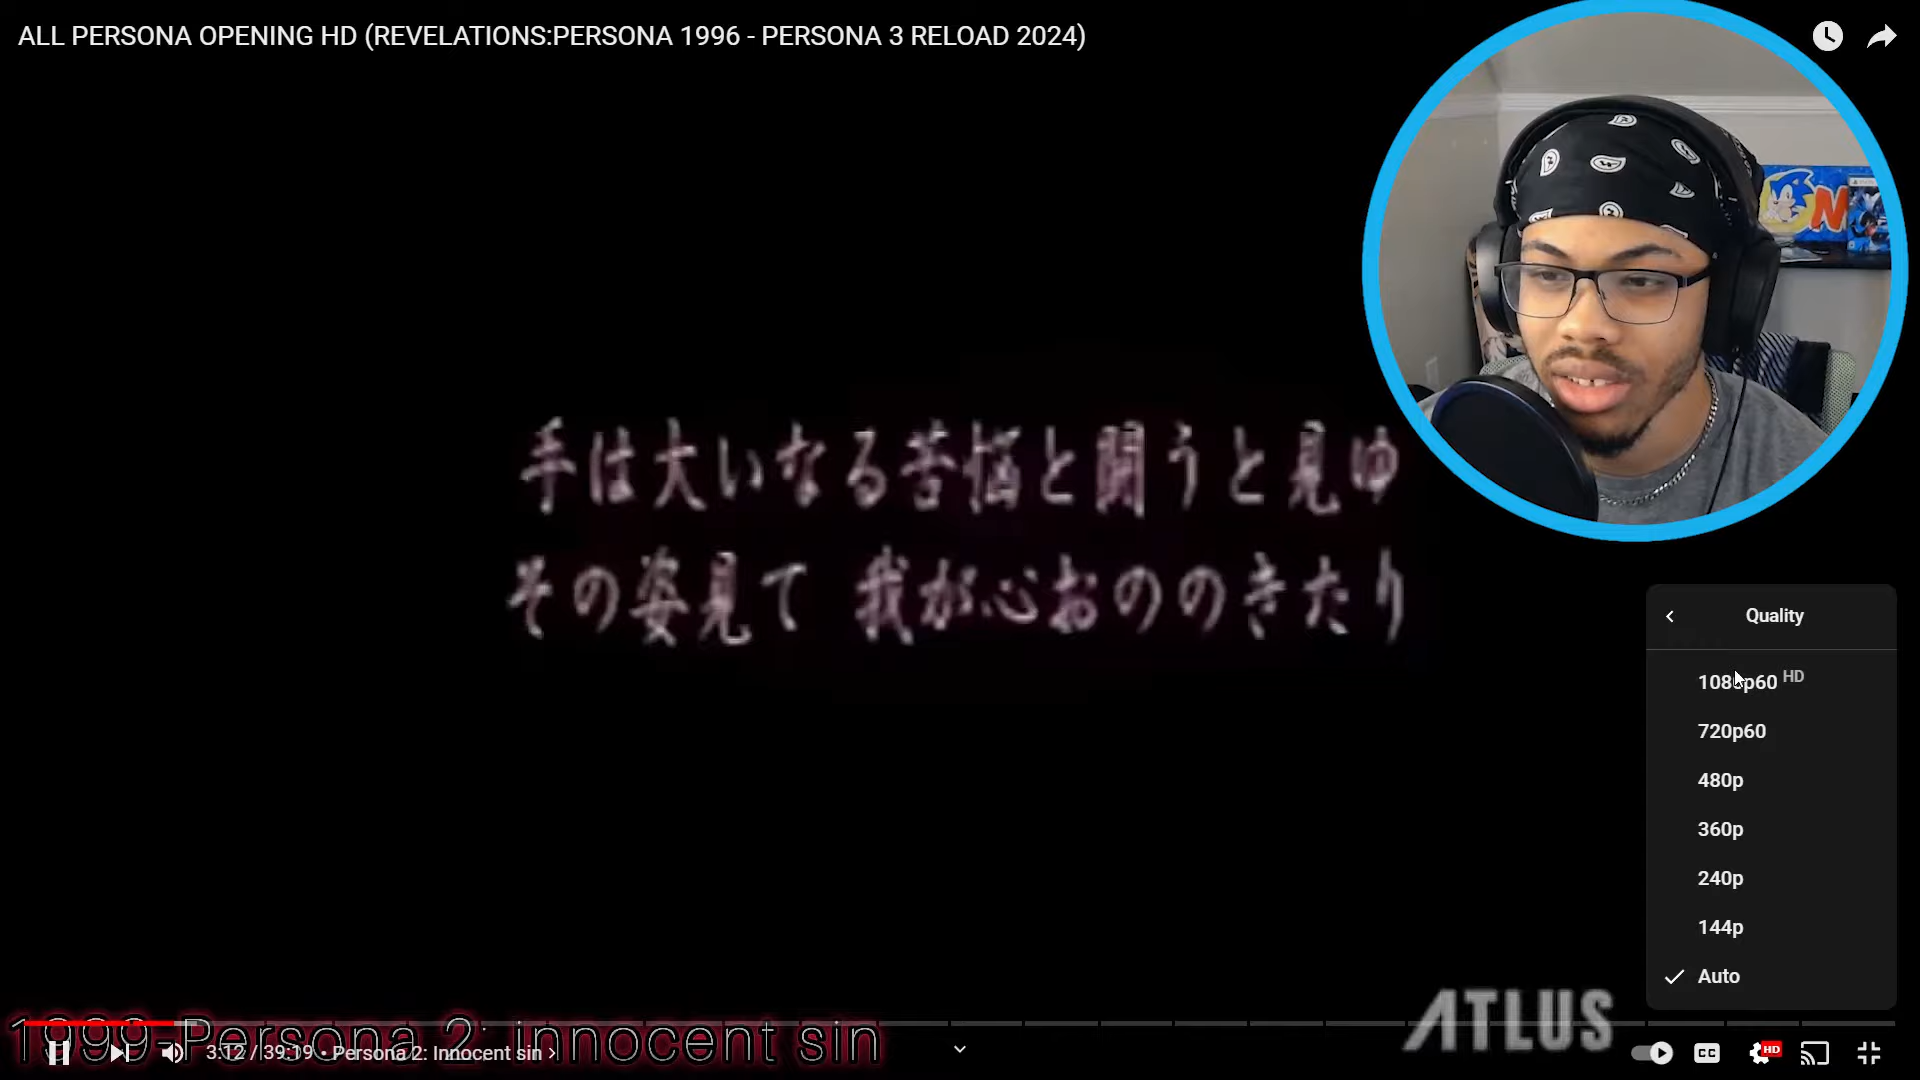 ALL PERSONA OPENING HD (REVELATIONS:PERSONA 1996 - PERSONA 3 RELOAD 2024)
手は大いなる苦悩と闘うと見ゆ
その姿見て 我が心おののきたり
Quality
1080p60 HD
720p60
480p
360p
240p
144p
Auto
ATLUS
1999-Persona 2: innocent sin
3:12 / 39:19 • Persona 2: Innocent sin ›
CC
HD